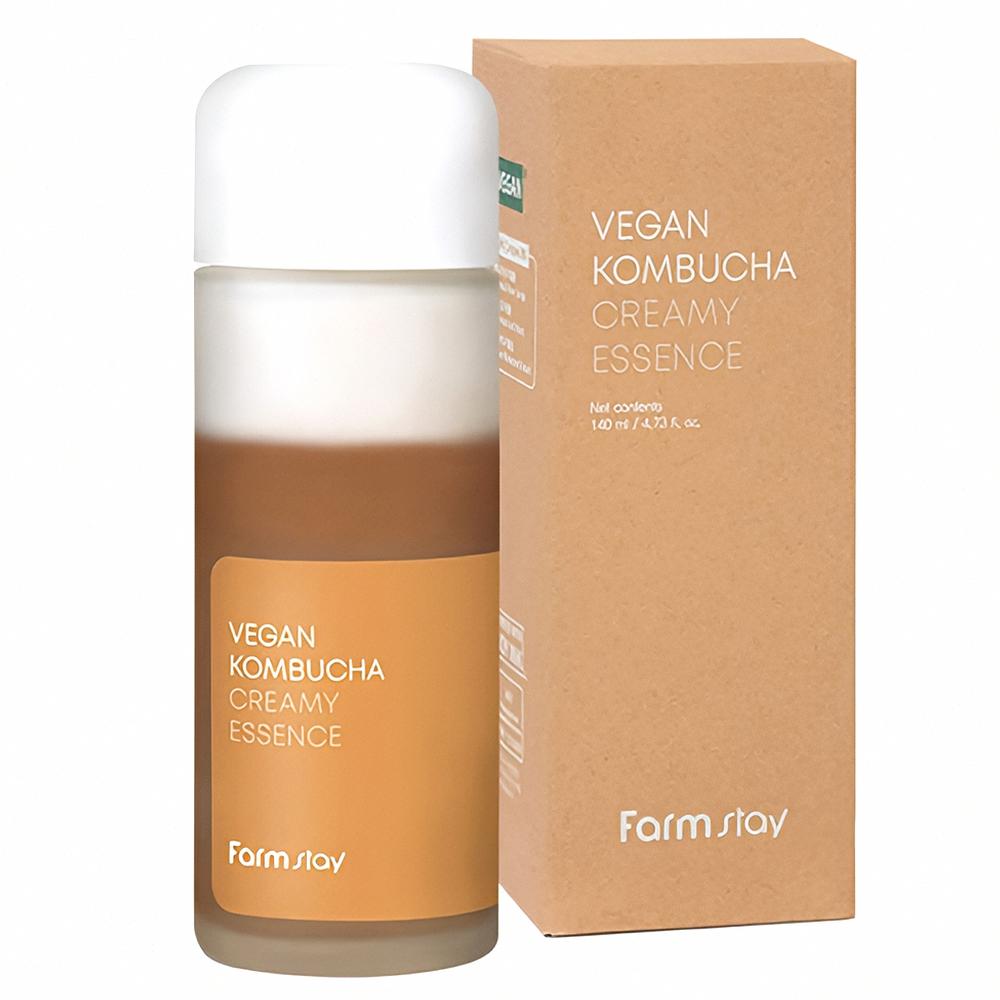 VEGAN
KOMBUCHA
CREAMY
ESSENCE
Farm stay
VEGAN
VEGAN
KOMBUCHA
CREAMY
ESSENCE
Net contents
140 ml / 4.73 fl. oz.
Farm stay